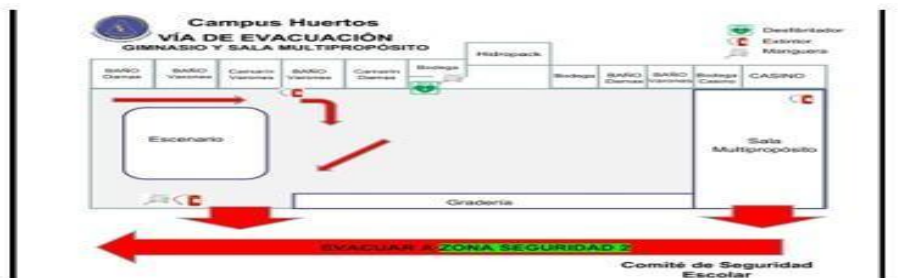 Campus Huertos
VÍA DE EVACUACIÓN
GIMNASIO Y SALA MULTIPROPÓSITO
Desfibrilador
Extintor
Manguera
Hidropack
BAÑO Damas
BAÑO Varones
Camarín Varones
BAÑO Varones
Camarín Damas
Bodega
Bodega
BAÑO Damas
BAÑO Varones
Bodega Casino
CASINO
Escenario
Sala
Multipropósito
Gradería
EVACUAR A ZONA SEGURIDAD 2
Comité de Seguridad
Escolar